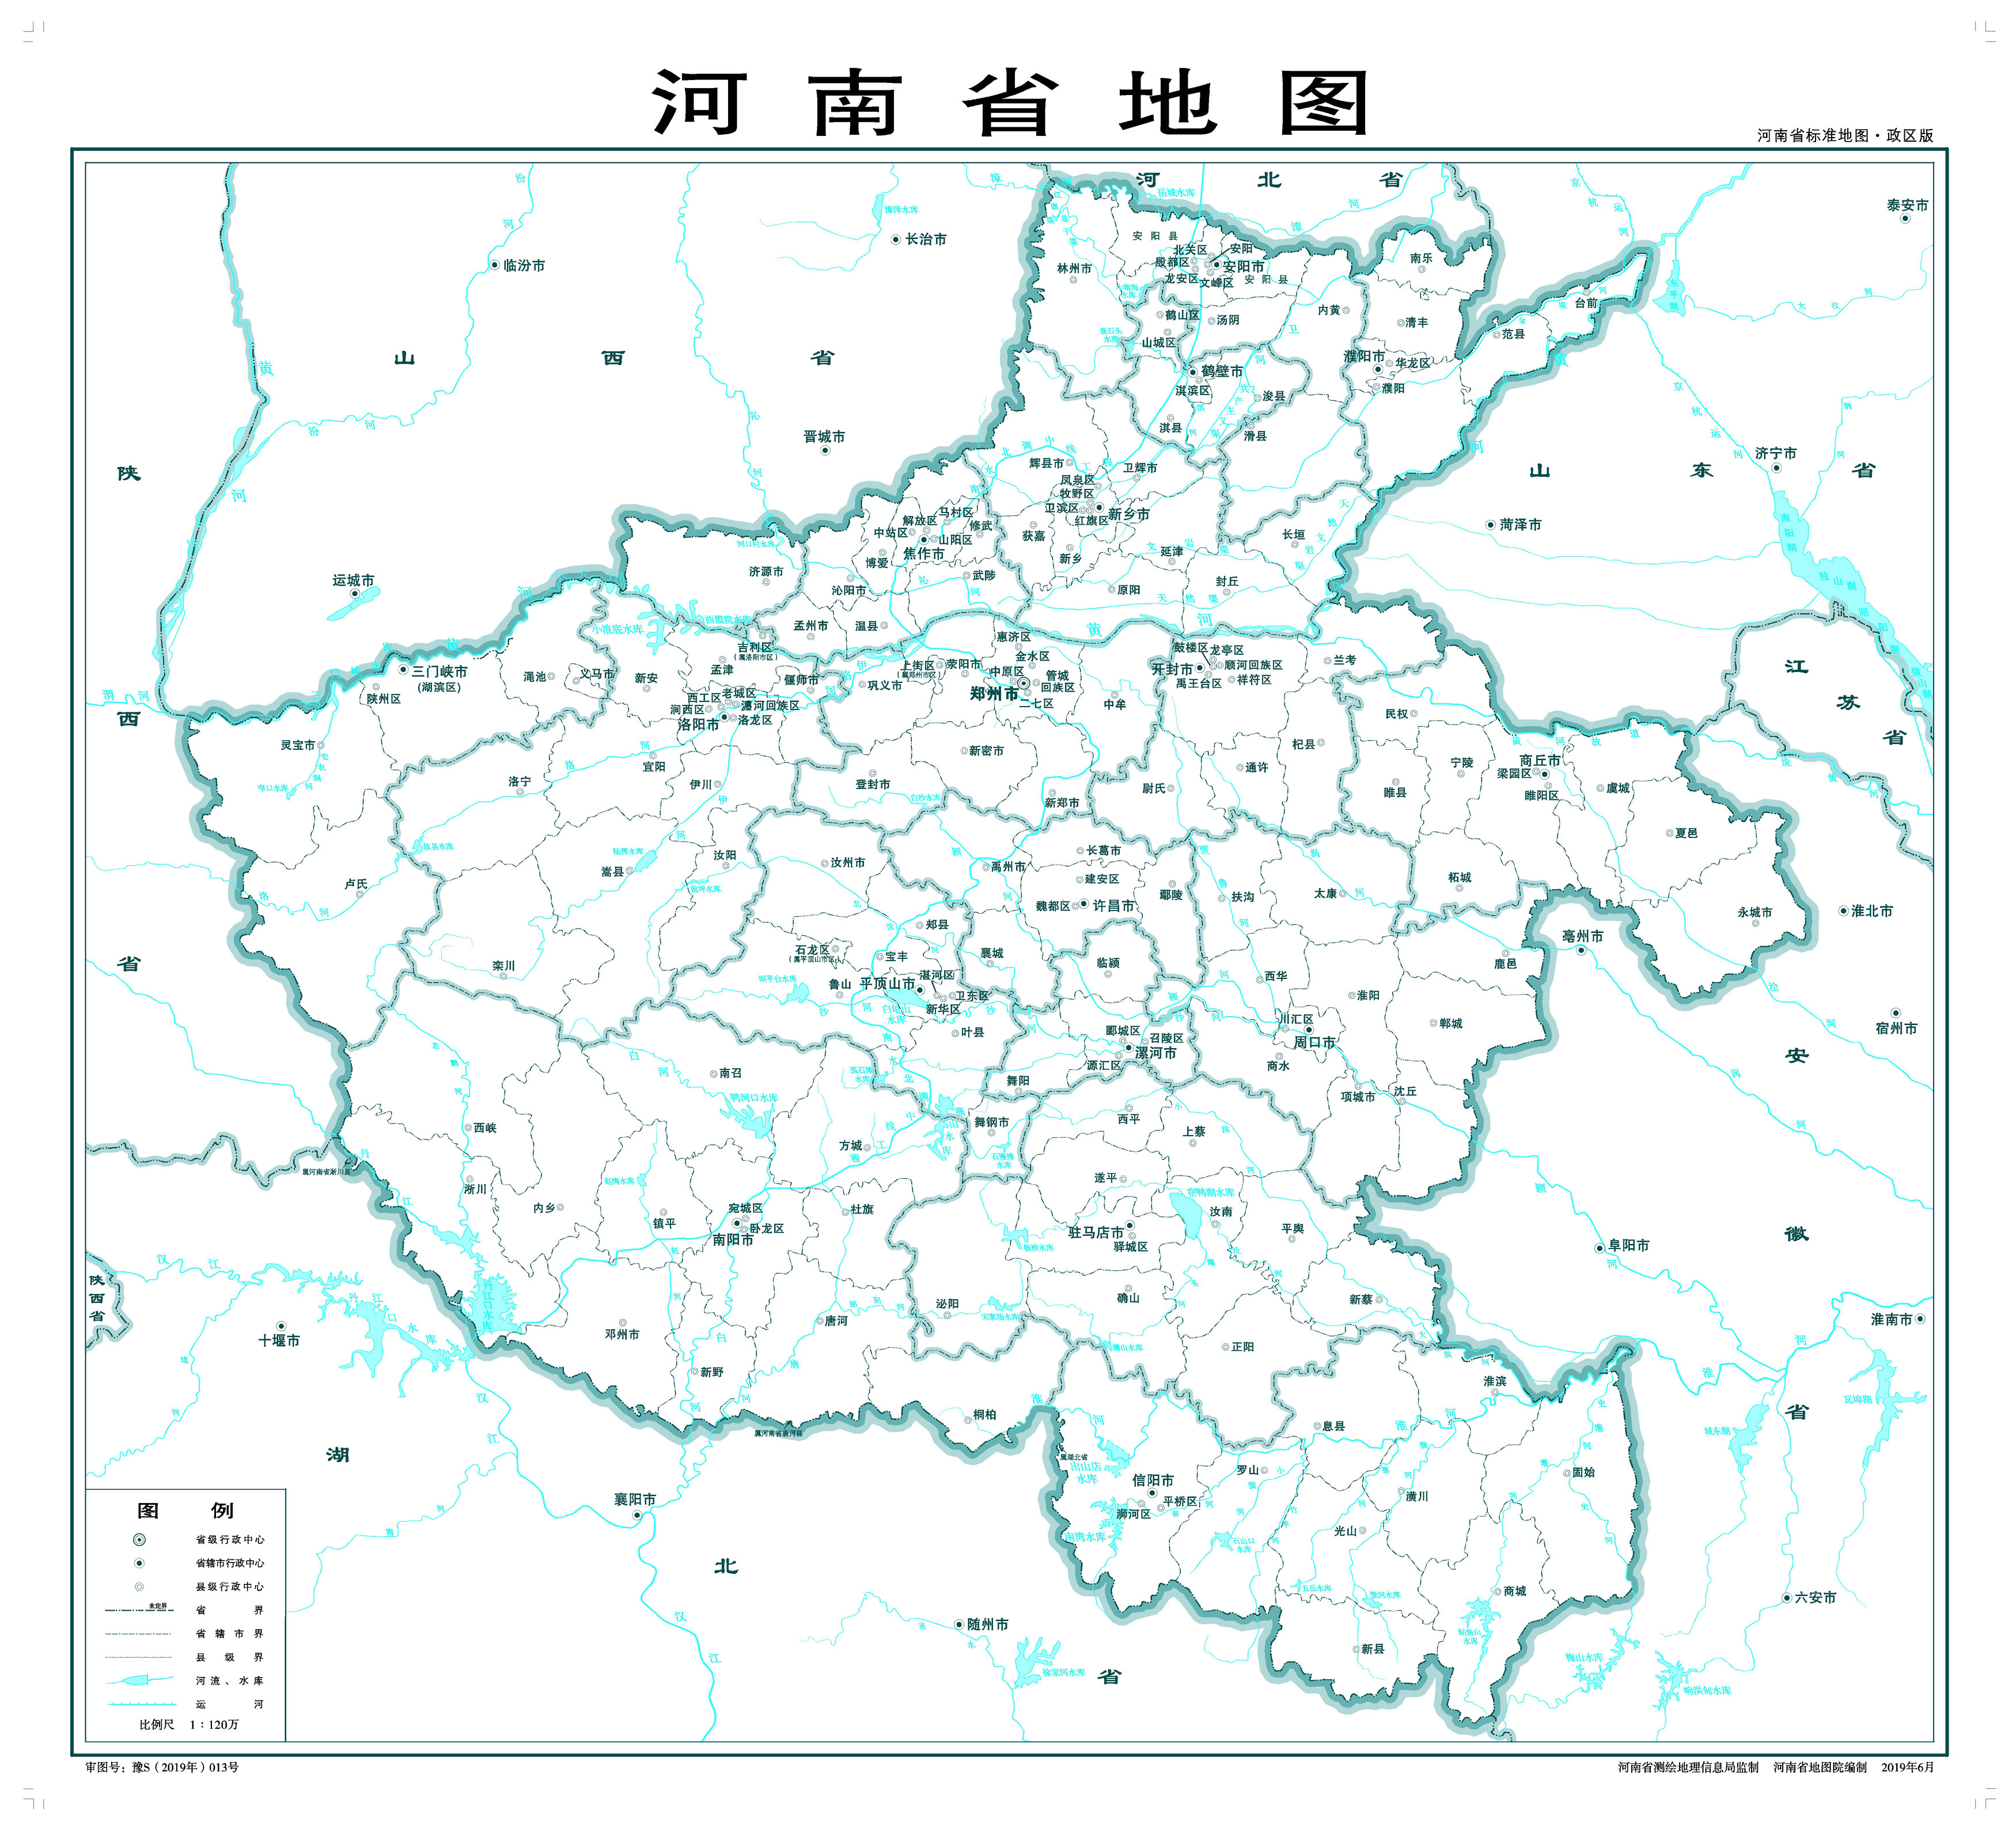 河南省地图
河南省标准地图·政区版
河北省
山西省
陕西省
山东省
江苏省
安徽省
湖北省
陕西省
泰安市
长治市
临汾市
晋城市
运城市
济宁市
菏泽市
淮北市
亳州市
宿州市
阜阳市
淮南市
六安市
十堰市
襄阳市
随州市
岳城水库
漳泽水库
安阳县
北关区
安阳
殷都区
安阳市
龙安区
文峰区
安阳县
林州市
南乐
台前
鹤山区
汤阴
内黄
清丰
范县
山城区
濮阳市
华龙区
鹤壁市
濮阳
淇滨区
浚县
淇县
滑县
辉县市
卫辉市
凤泉区
牧野区
卫滨区
新乡市
红旗区
马村区
解放区
修武
中站区
山阳区
焦作市
获嘉
长垣
博爱
新乡
延津
济源市
武陟
沁阳市
原阳
封丘
孟州市
温县
惠济区
吉利区
(属洛阳市区)
金水区
鼓楼区
龙亭区
兰考
三门峡市
(湖滨区)
孟津
上街区
(属郑州市区)
荥阳市
中原区
管城
回族区
开封市
顺河回族区
禹王台区
祥符区
渑池
义马市
新安
偃师市
巩义市
郑州市
二七区
陕州区
老城区
西工区
涧西区
瀍河回族区
洛阳市
洛龙区
中牟
民权
灵宝市
新密市
杞县
宜阳
通许
宁陵
商丘市
梁园区
洛宁
伊川
登封市
尉氏
睢县
睢阳区
虞城
新郑市
夏邑
汝阳
汝州市
长葛市
卢氏
嵩县
禹州市
建安区
柘城
鄢陵
扶沟
太康
魏都区
许昌市
永城市
郏县
石龙区
(属平顶山市区)
宝丰
襄城
临颍
鹿邑
栾川
鲁山
平顶山市
湛河区
卫东区
新华区
西华
淮阳
叶县
郾城区
召陵区
漯河市
源汇区
川汇区
周口市
郸城
商水
南召
舞阳
项城市
沈丘
西峡
方城
舞钢市
西平
上蔡
属河南省淅川县
淅川
遂平
内乡
镇平
宛城区
卧龙区
南阳市
社旗
汝南
平舆
驻马店市
驿城区
邓州市
唐河
泌阳
确山
新蔡
新野
正阳
淮滨
桐柏
属河南省唐河县
息县
属湖北省
信阳市
平桥区
浉河区
罗山
潢川
固始
光山
商城
新县
小浪底水库
西霞院水库
河口村水库
窄口水库
故县水库
陆浑水库
前坪水库
白沙水库
昭平台水库
白龟山
水库
孤石滩
水库
鸭河口水库
赵湾水库
石漫滩
水库
宿鸭湖水库
板桥水库
宋家场水库
薄山水库
出山店
水库
南湾水库
石山口
水库
五岳水库
泼河水库
鲇鱼山
水库
梅山水库
响洪甸水库
徐家河水库
丹江口水库
城东湖
瓦埠湖
东平湖
南阳湖
独山湖
昭阳湖
黄河故道
图例
省级行政中心
省辖市行政中心
县级行政中心
未定界
省界
省辖市界
县级界
河流、水库
运河
比例尺 1：120万
审图号：豫S（2019年）013号
河南省测绘地理信息局监制 河南省地图院编制 2019年6月